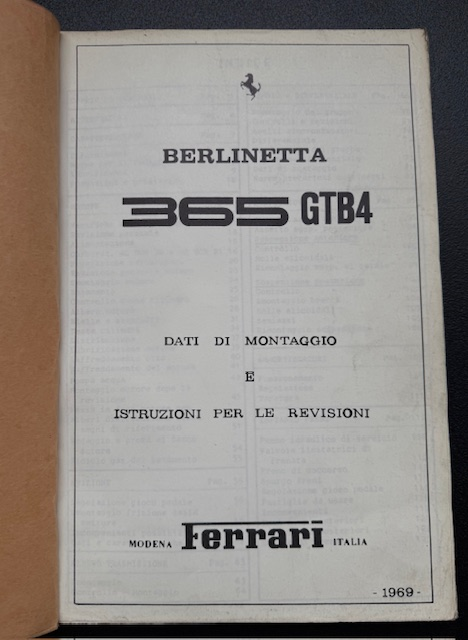 BERLINETTA
365 GTB4
DATI DI MONTAGGIO
E
ISTRUZIONI PER LE REVISIONI
MODENA Ferrari ITALIA
- 1969 -